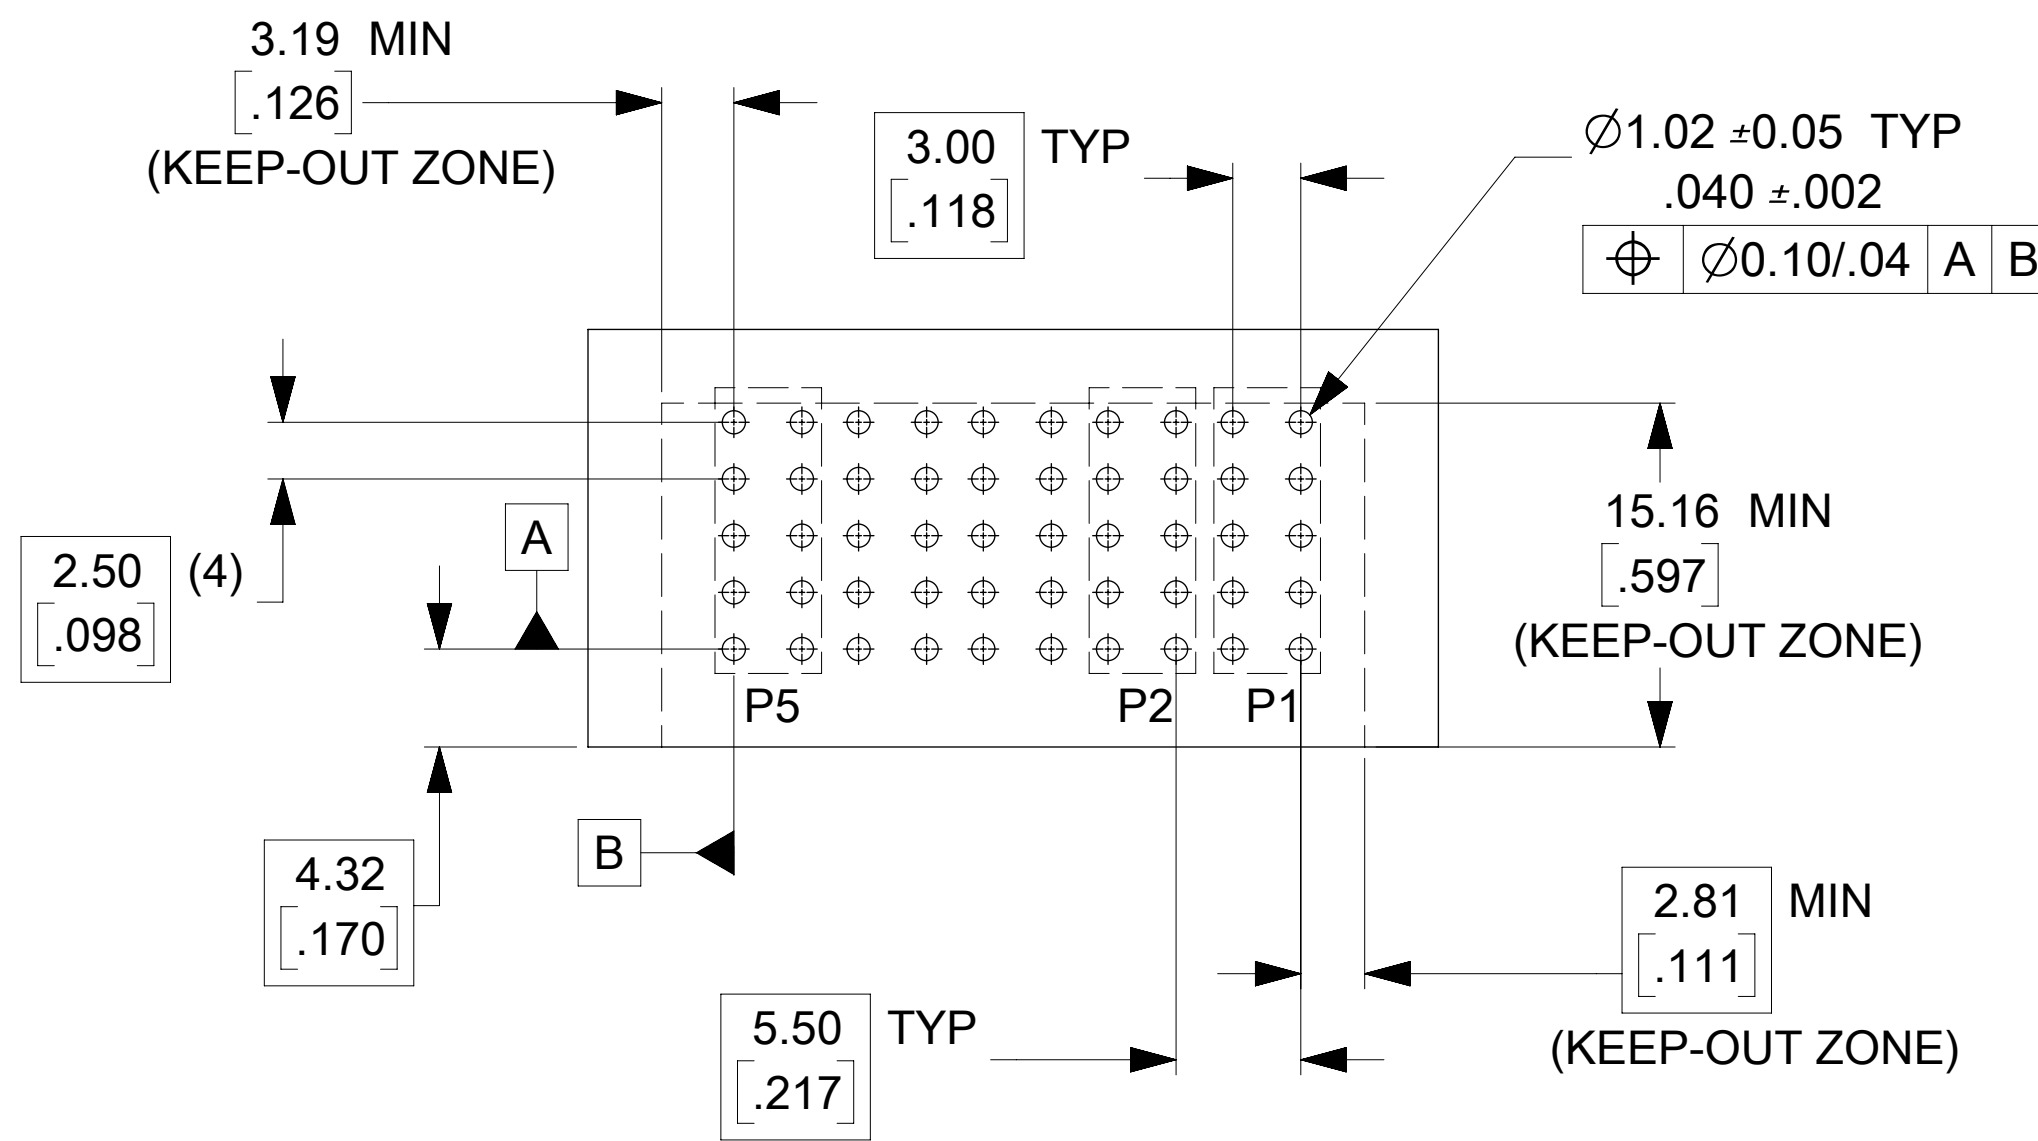 3.19 MIN
[.126]
(KEEP-OUT ZONE)
3.00 TYP
[.118]
Ø1.02 ±0.05 TYP
.040 ±.002
⌖ Ø0.10/.04 A B
A
2.50 (4)
[.098]
15.16 MIN
[.597]
(KEEP-OUT ZONE)
P5 P2 P1
B
4.32
[.170]
2.81 MIN
[.111]
(KEEP-OUT ZONE)
5.50 TYP
[.217]